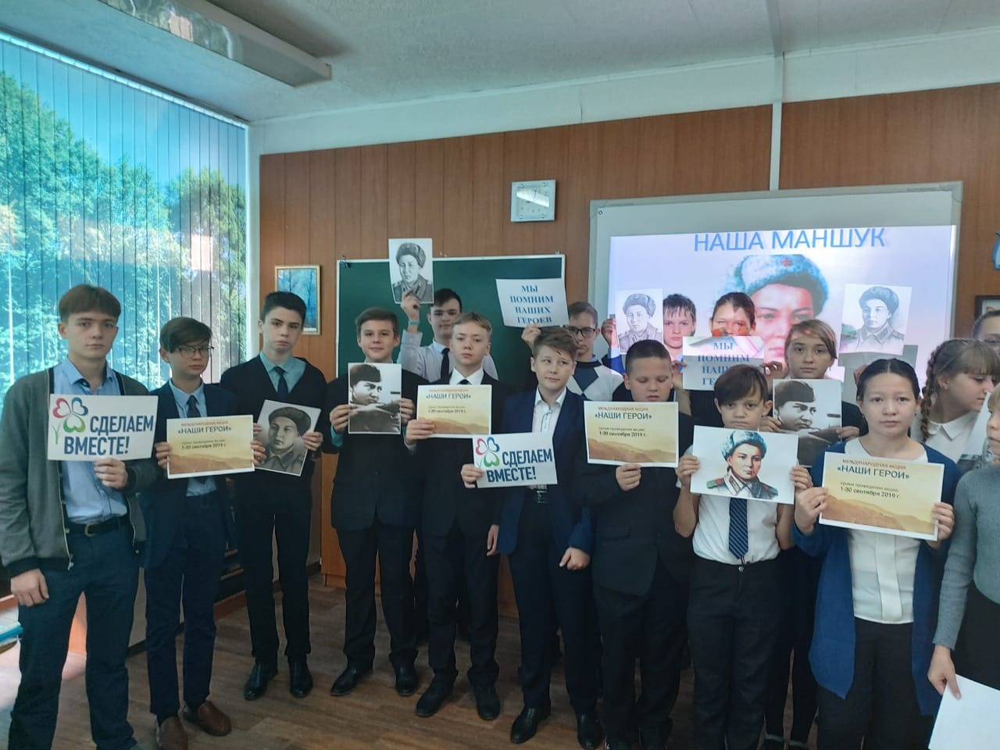 НАША МАНШУК
МЫ
ПОМНИМ
НАШИХ
ГЕРОЕВ
МЫ
ПОМНИМ
НАШИХ
СДЕЛАЕМ
ВМЕСТЕ!
МЕЖДУНАРОДНАЯ АКЦИЯ
«НАШИ ГЕРОИ»
сроки проведения акции:
1-30 сентября 2019 г.
МЕЖДУНАРОДНАЯ АКЦИЯ
«НАШИ ГЕРОИ»
сроки проведения акции:
1-30 сентября 2019 г.
СДЕЛАЕМ
ВМЕСТЕ!
МЕЖДУНАРОДНАЯ АКЦИЯ
«НАШИ ГЕРОИ»
сроки проведения акции:
1-30 сентября 2019 г.
МЕЖДУНАРОДНАЯ АКЦИЯ
«НАШИ ГЕРОИ»
сроки проведения акции:
1-30 сентября 2019 г.